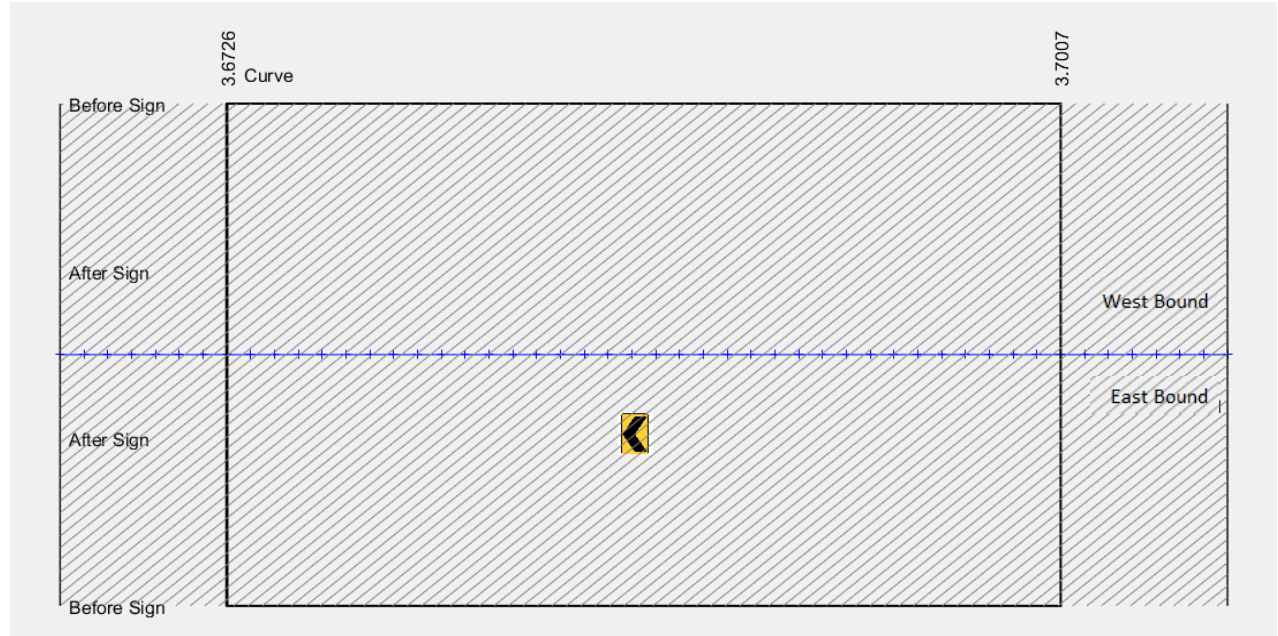 3.6726
3.7007
Curve
Before Sign
After Sign
West Bound
East Bound
After Sign
Before Sign